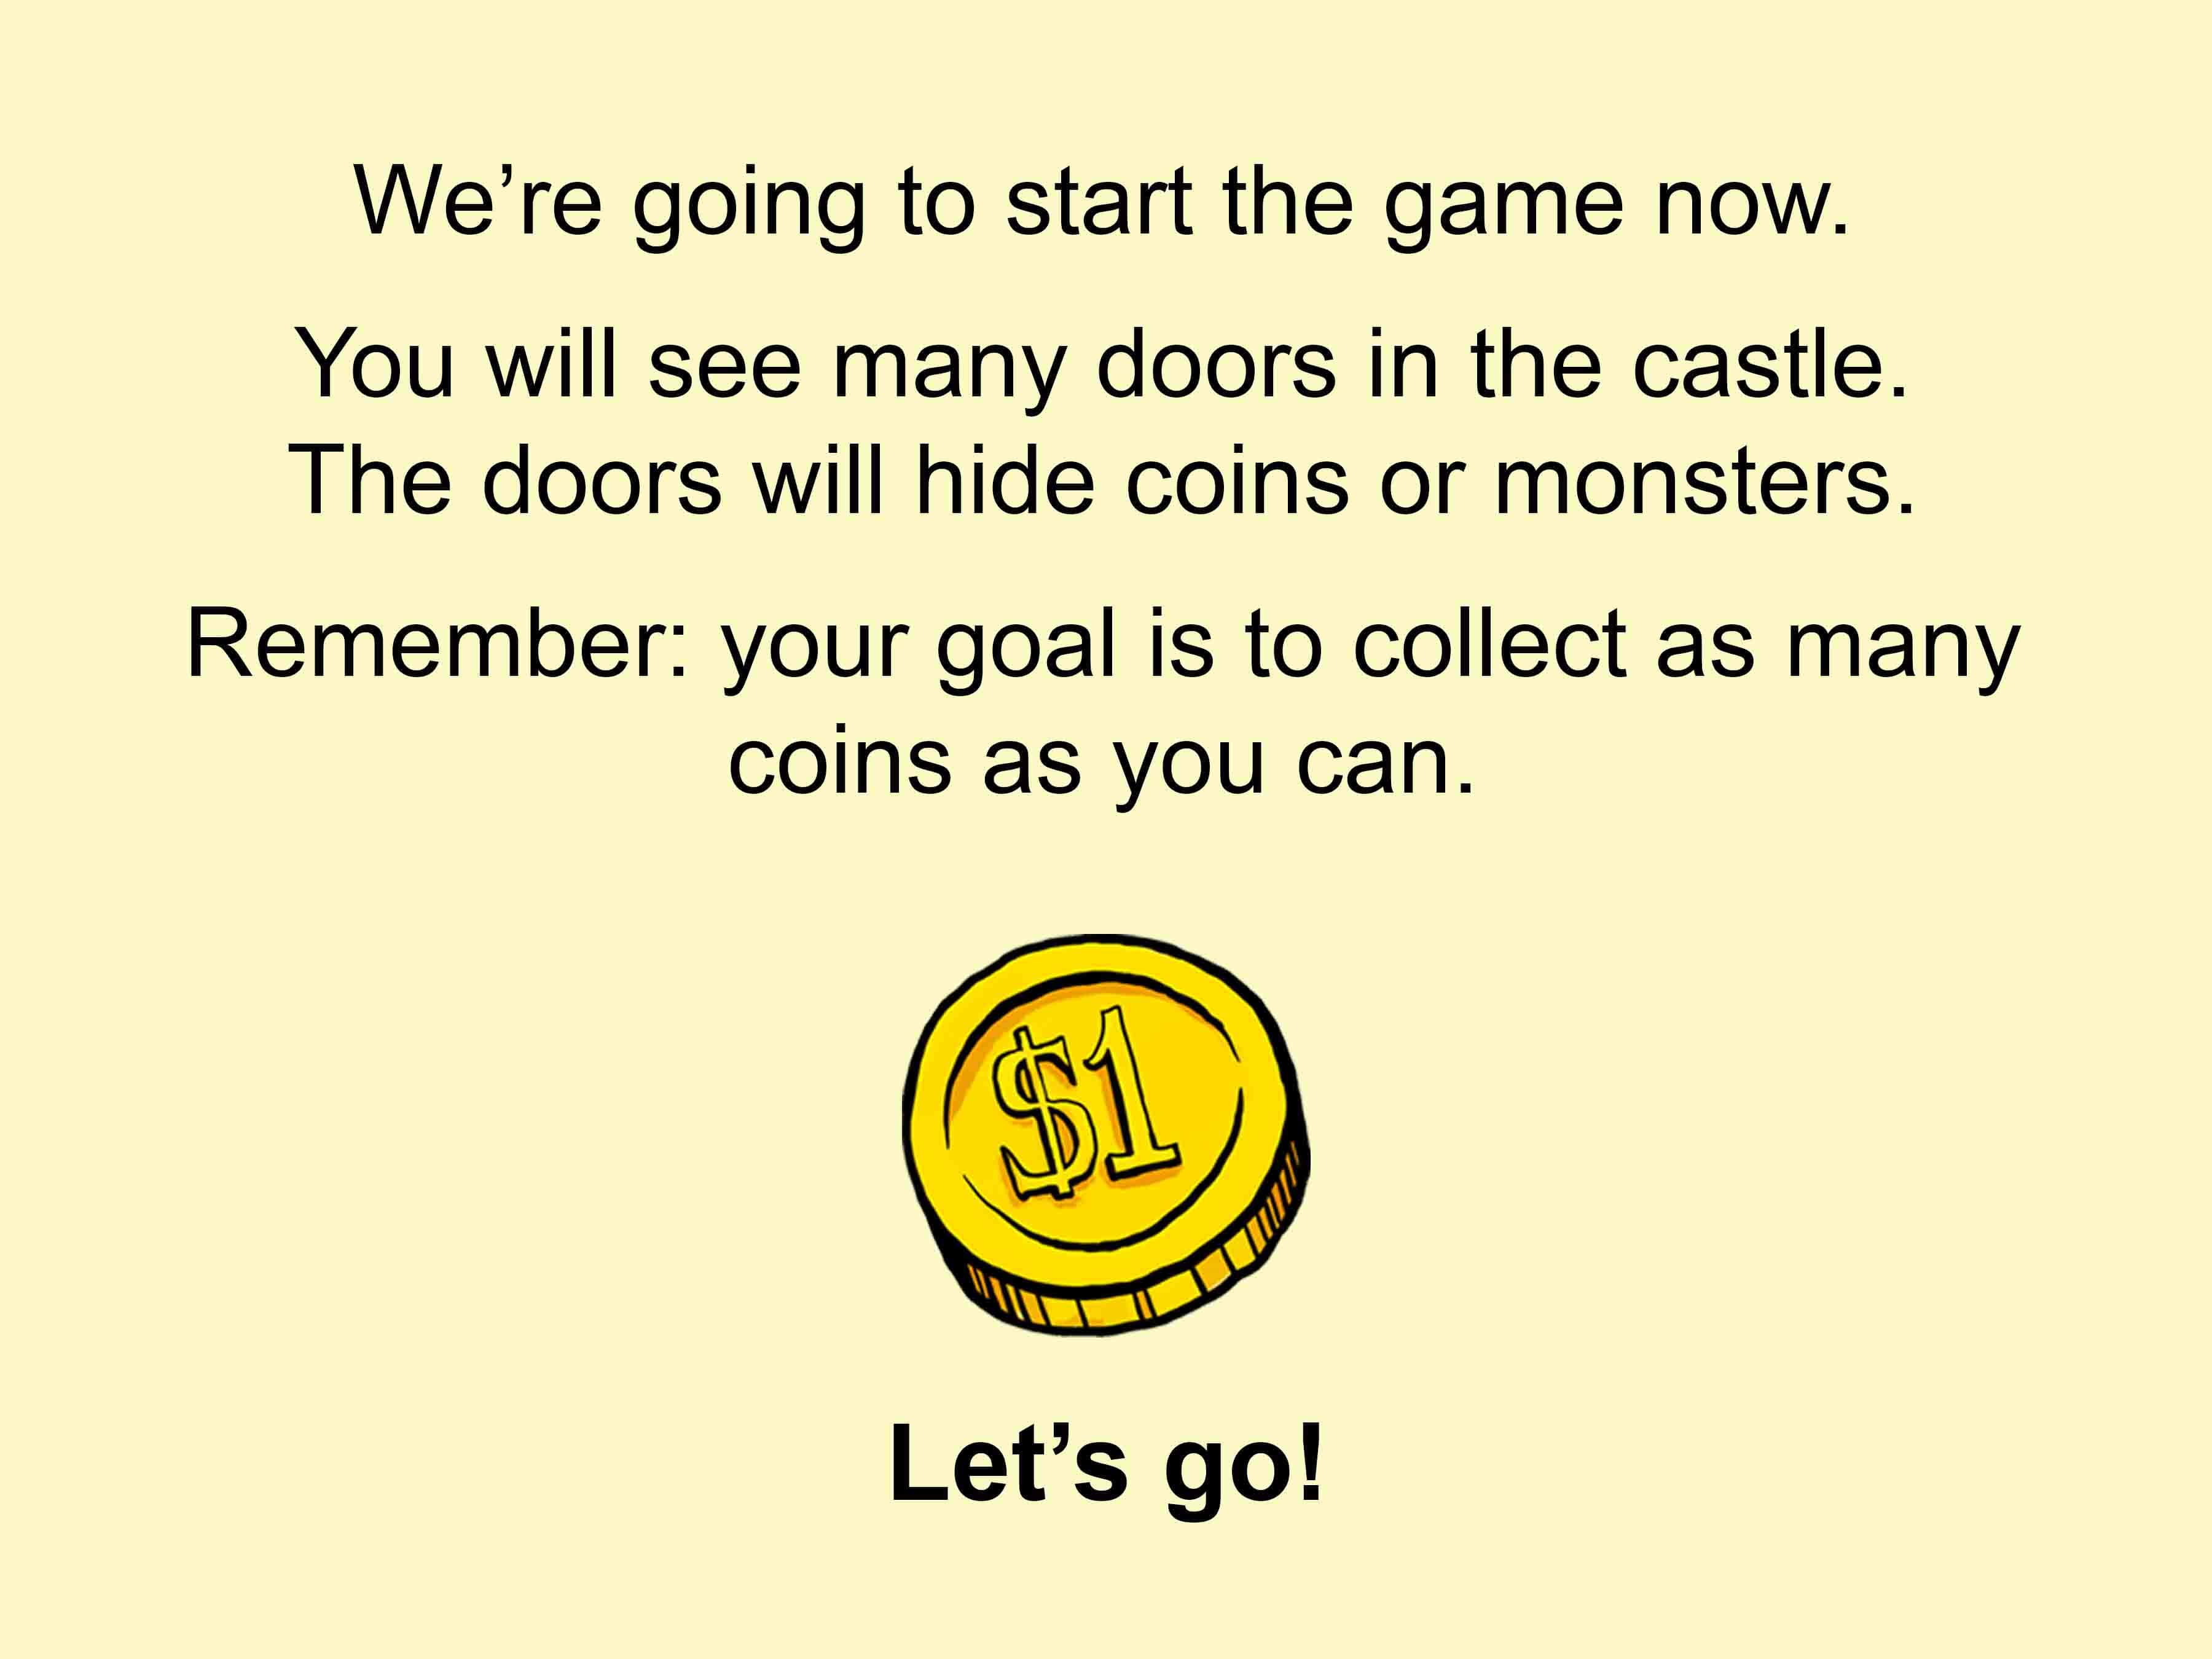 We’re going to start the game now.
You will see many doors in the castle.
The doors will hide coins or monsters.
Remember: your goal is to collect as many
coins as you can.
$1
Let’s go!